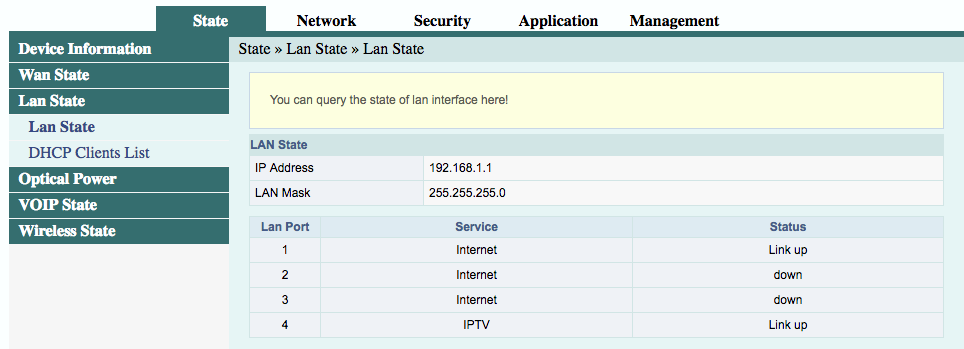 State Network Security Application Management
Device Information
State » Lan State » Lan State
Wan State
Lan State
Lan State
DHCP Clients List
Optical Power
VOIP State
Wireless State
You can query the state of lan interface here!
LAN State
IP Address 192.168.1.1
LAN Mask 255.255.255.0
Lan Port Service Status
1 Internet Link up
2 Internet down
3 Internet down
4 IPTV Link up